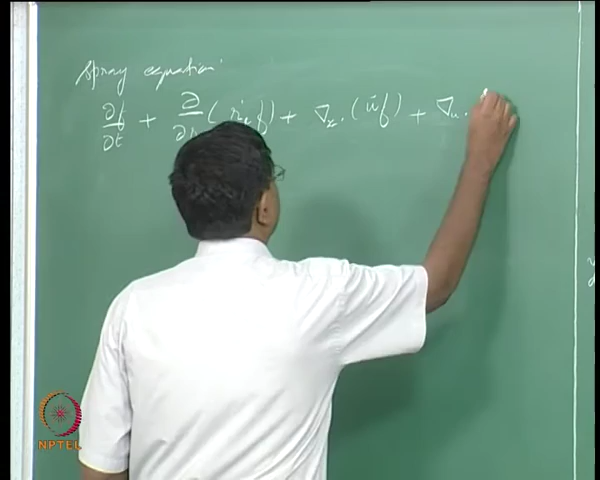 Spray equation
∂f/∂t + ∂/∂r (ṙ f) + ∇x · (ū f) + ∇u ·
NPTEL